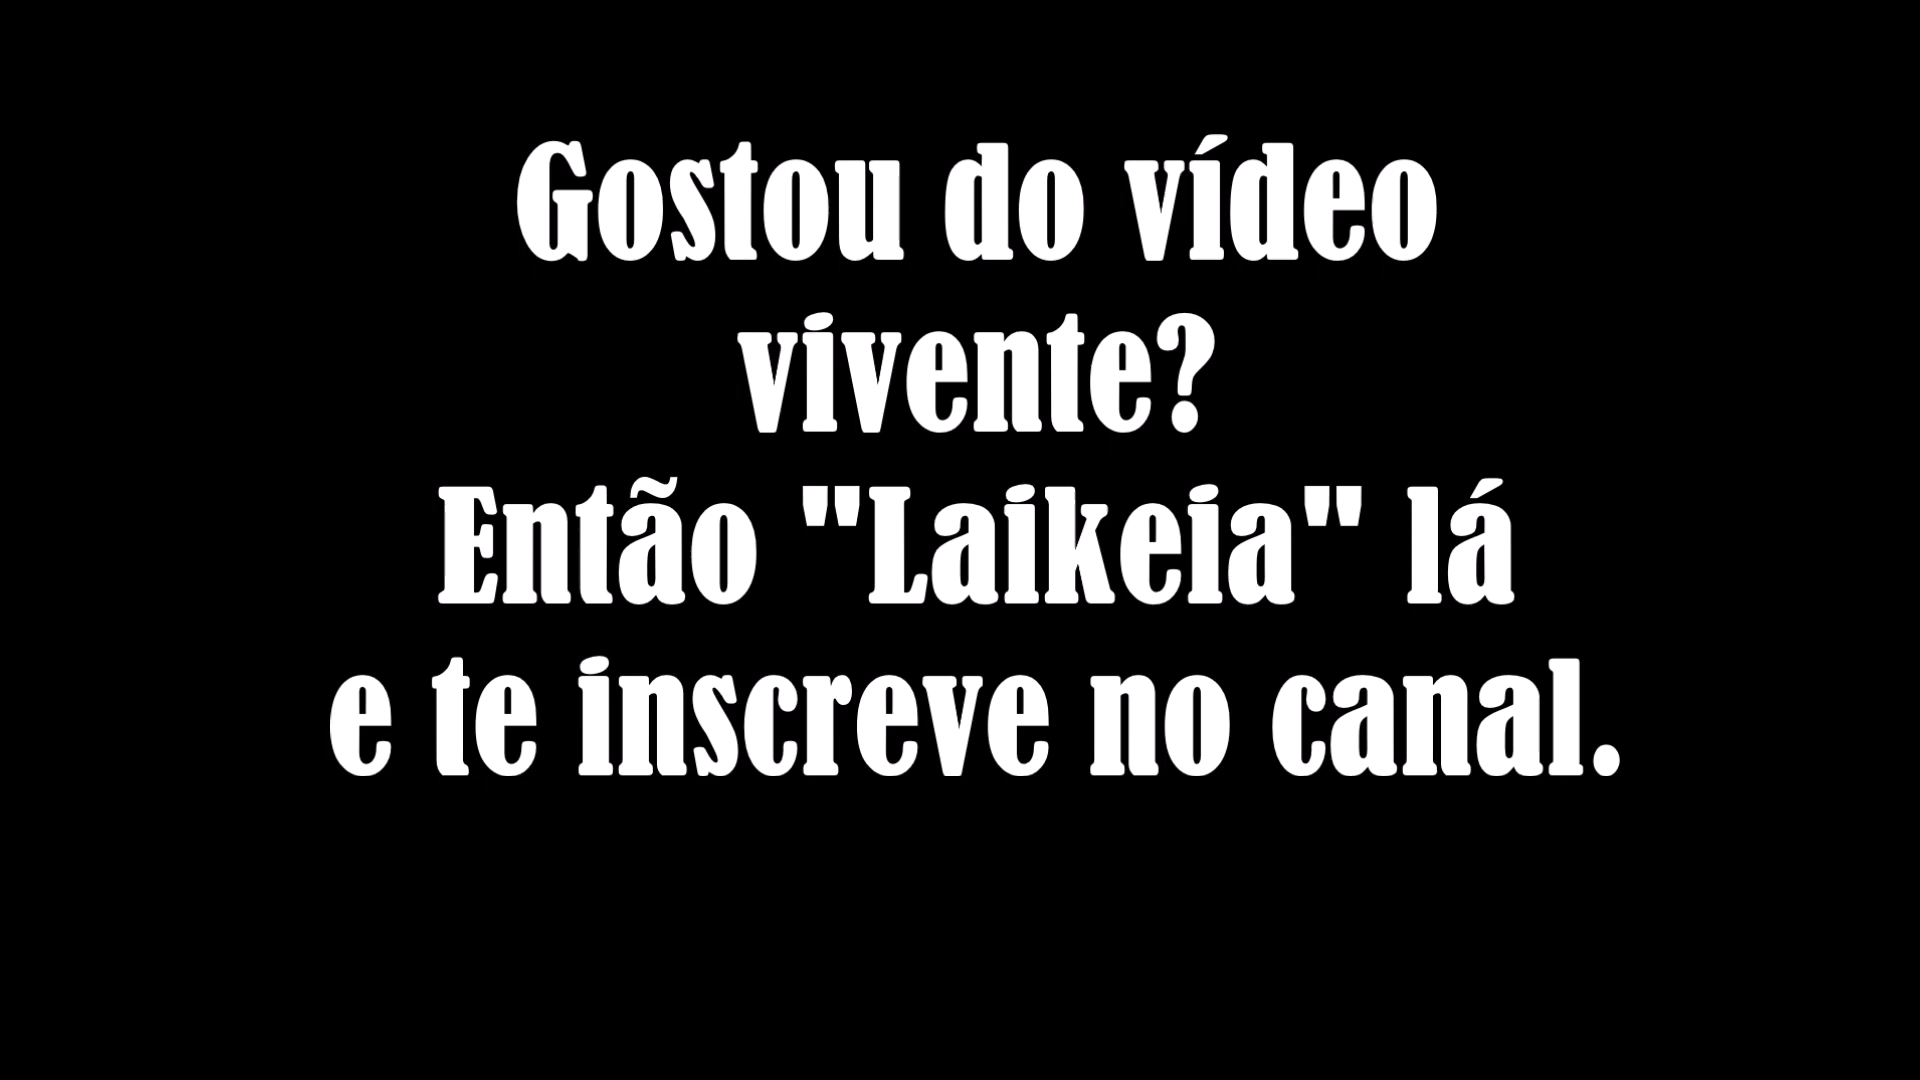 Gostou do vídeo
vivente?
Então "Laikeia" lá
e te inscreve no canal.